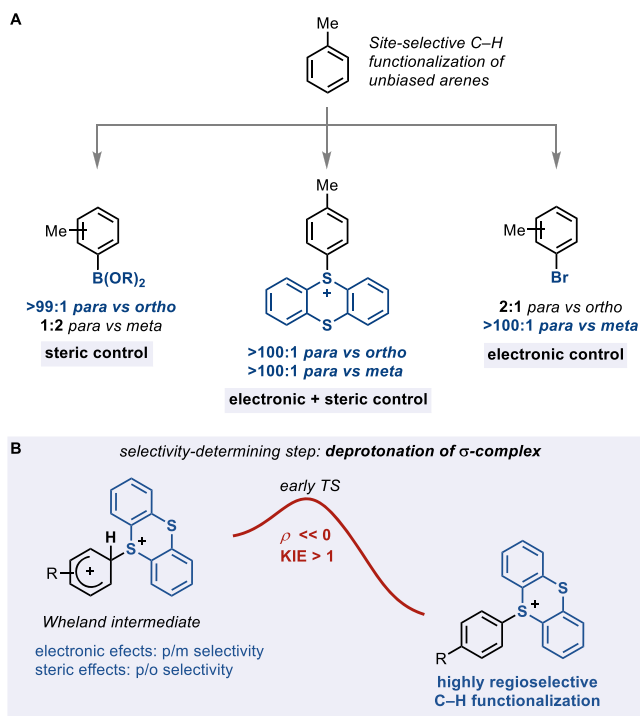 A
Me
Site-selective C–H
functionalization of
unbiased arenes
Me
B(OR)2
>99:1 para vs ortho
1:2 para vs meta
steric control
Me
S
+
S
>100:1 para vs ortho
>100:1 para vs meta
electronic + steric control
Me
Br
2:1 para vs ortho
>100:1 para vs meta
electronic control
B
selectivity-determining step: deprotonation of σ-complex
H
S
+
S
R
+
Wheland intermediate
electronic efects: p/m selectivity
steric effects: p/o selectivity
early TS
ρ << 0
KIE > 1
S
S
+
R
highly regioselective
C–H functionalization